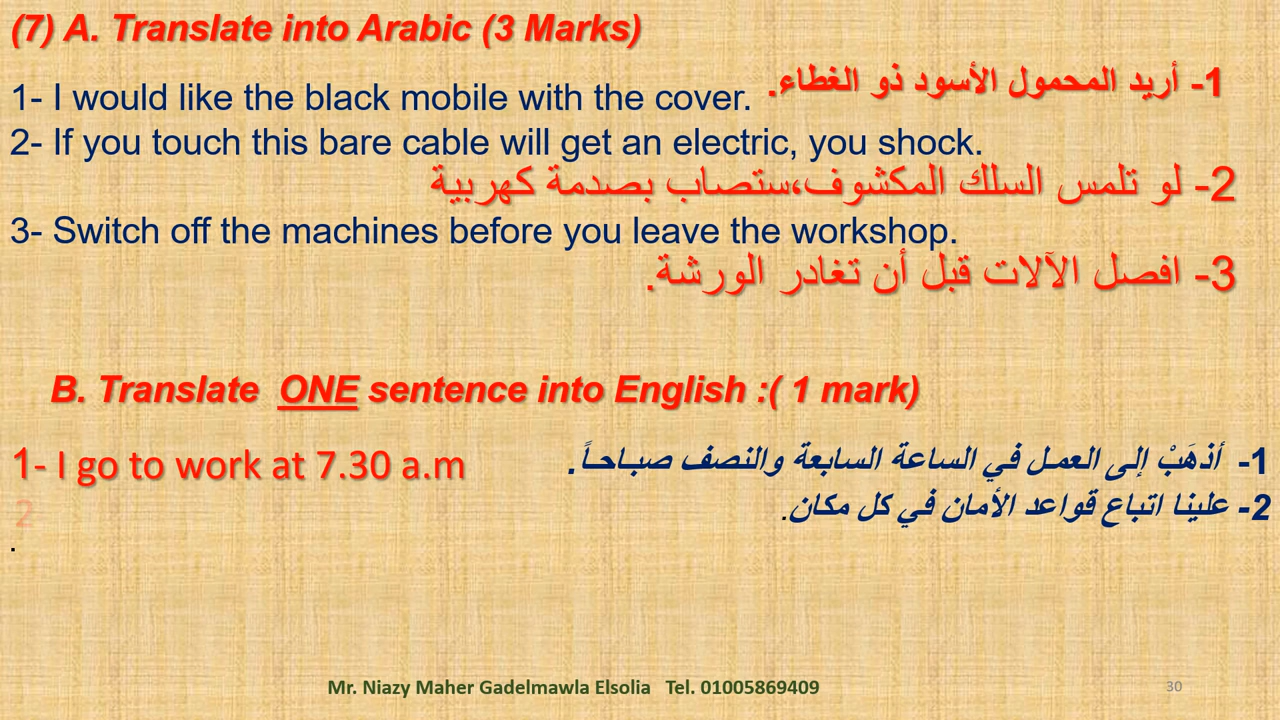 (7) A. Translate into Arabic (3 Marks)
1- I would like the black mobile with the cover.
1- أريد المحمول الأسود ذو الغطاء.
2- If you touch this bare cable will get an electric, you shock.
2- لو تلمس السلك المكشوف،ستصاب بصدمة كهربية
3- Switch off the machines before you leave the workshop.
3- افصل الآلات قبل أن تغادر الورشة.
B. Translate ONE sentence into English :( 1 mark)
1- أذهَبْ إلى العمل في الساعة السابعة والنصف صباحاً.
1- I go to work at 7.30 a.m
2- علينا اتباع قواعد الأمان في كل مكان.
2
.
Mr. Niazy Maher Gadelmawla Elsolia Tel. 01005869409
30